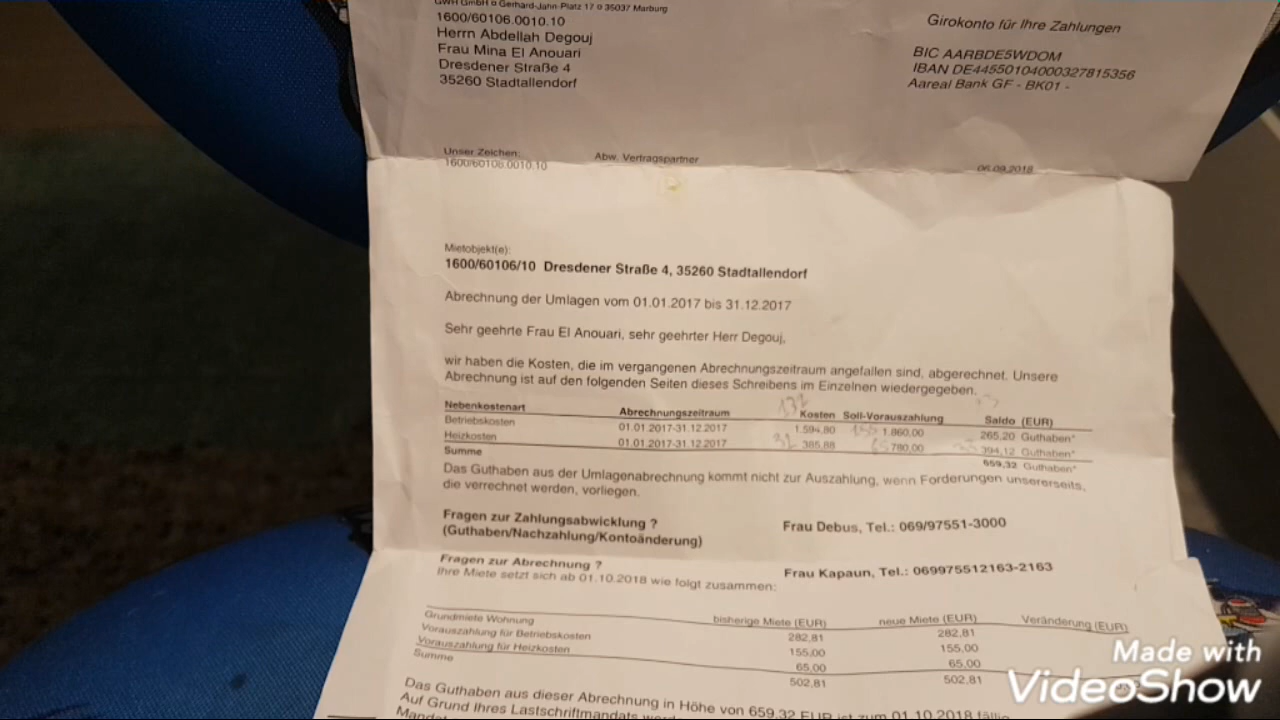 GWH GmbH o Gerhard-Jahn-Platz 17 o 35037 Marburg
1600/60106.0010.10
Herrn Abdellah Degouj
Frau Mina El Anouari
Dresdener Straße 4
35260 Stadtallendorf
Girokonto für Ihre Zahlungen
BIC AARBDE5WDOM
IBAN DE44550104000327815356
Aareal Bank GF - BK01 -
Unser Zeichen: Abw. Vertragspartner
1600/60106.0010.10 06.09.2018
Mietobjekt(e):
1600/60106/10 Dresdener Straße 4, 35260 Stadtallendorf
Abrechnung der Umlagen vom 01.01.2017 bis 31.12.2017
Sehr geehrte Frau El Anouari, sehr geehrter Herr Degouj,
wir haben die Kosten, die im vergangenen Abrechnungszeitraum angefallen sind, abgerechnet. Unsere
Abrechnung ist auf den folgenden Seiten dieses Schreibens im Einzelnen wiedergegeben.
Nebenkostenart Abrechnungszeitraum Kosten Soll-Vorauszahlung Saldo (EUR)
Betriebskosten 01.01.2017-31.12.2017 1.594,80 1.860,00 265,20 Guthaben*
Heizkosten 01.01.2017-31.12.2017 385,88 780,00 394,12 Guthaben*
Summe 659,32 Guthaben*
Das Guthaben aus der Umlagenabrechnung kommt nicht zur Auszahlung, wenn Forderungen unsererseits,
die verrechnet werden, vorliegen.
Fragen zur Zahlungsabwicklung ? Frau Debus, Tel.: 069/97551-3000
(Guthaben/Nachzahlung/Kontoänderung)
Fragen zur Abrechnung ? Frau Kapaun, Tel.: 069975512163-2163
Ihre Miete setzt sich ab 01.10.2018 wie folgt zusammen:
bisherige Miete (EUR) neue Miete (EUR) Veränderung (EUR)
Grundmiete Wohnung 282,81 282,81
Vorauszahlung für Betriebskosten 155,00 155,00
Vorauszahlung für Heizkosten 65,00 65,00
Summe 502,81 502,81
Das Guthaben aus dieser Abrechnung in Höhe von 659,32 EUR ist zum 01.10.2018 fällig
Auf Grund Ihres Lastschriftmandats
Made with
VideoShow